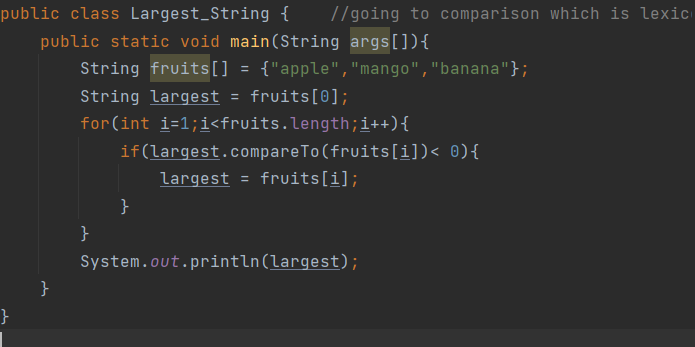 public class Largest_String {    //going to comparison which is
    public static void main(String args[]){
        String fruits[] = {"apple","mango","banana"};
        String largest = fruits[0];
        for(int i=1;i<fruits.length;i++){
            if(largest.compareTo(fruits[i])< 0){
                largest = fruits[i];
            }
        }
        System.out.println(largest);
    }
}